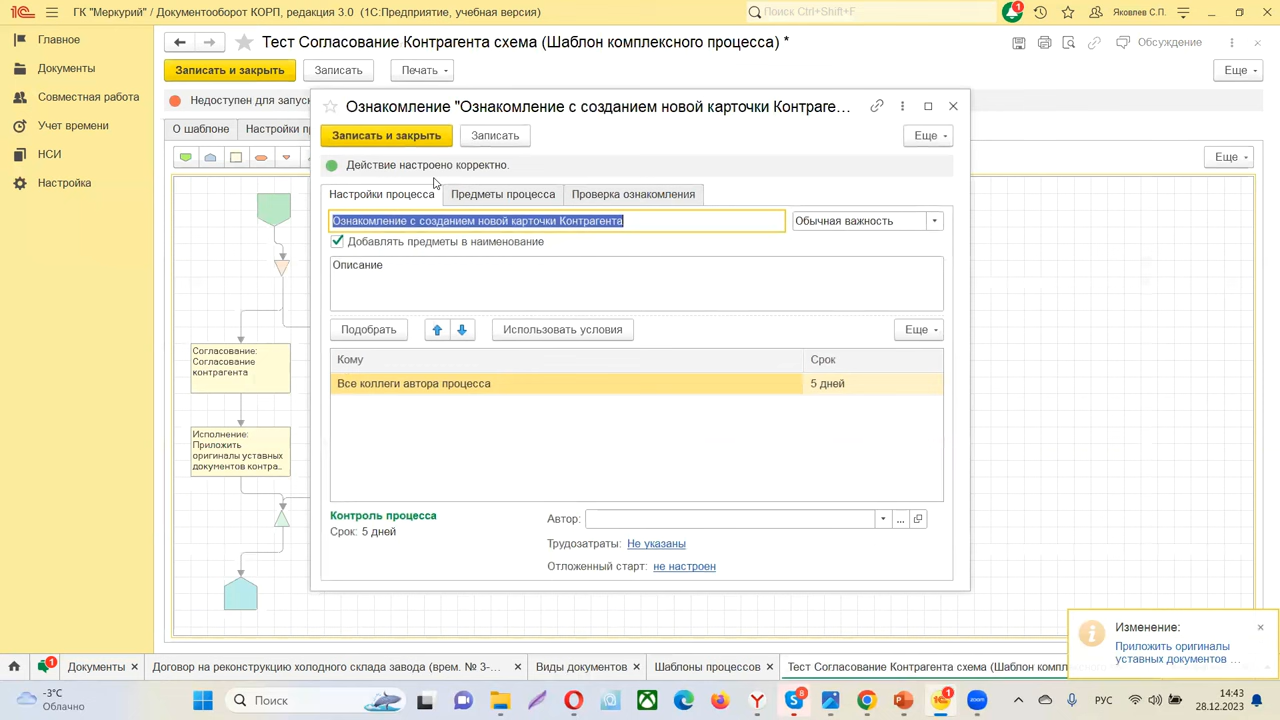 ГК "Меркурий" / Документооборот КОРП, редакция 3.0 (1С:Предприятие, учебная версия)
Поиск Ctrl+Shift+F
1
Яковлев С.П.
Главное
Документы
Совместная работа
Учет времени
НСИ
Настройка
Тест Согласование Контрагента схема (Шаблон комплексного процесса) *
Обсуждение
Записать и закрыть
Записать
Печать
Еще
Недоступен для запус
О шаблоне
Настройки п
Еще
Согласование:
Согласование
контрагента
Исполнение:
Приложить
оригиналы уставных
документов контра..
Ознакомление "Ознакомление с созданием новой карточки Контраге...
Записать и закрыть
Записать
Еще
Действие настроено корректно.
Настройки процесса
Предметы процесса
Проверка ознакомления
Ознакомление с созданием новой карточки Контрагента
Обычная важность
Добавлять предметы в наименование
Описание
Подобрать
Использовать условия
Еще
Кому
Срок
Все коллеги автора процесса
5 дней
Контроль процесса
Срок: 5 дней
Автор:
...
Трудозатраты: Не указаны
Отложенный старт: не настроен
Изменение:
Приложить оригиналы
уставных документов ...
1
Документы
Договор на реконструкцию холодного склада завода (врем. № 3-...
Виды документов
Шаблоны процессов
Тест Согласование Контрагента схема (Шаблон комплексн
-3°C
Облачно
Поиск
8
1
РУС
14:43
28.12.2023